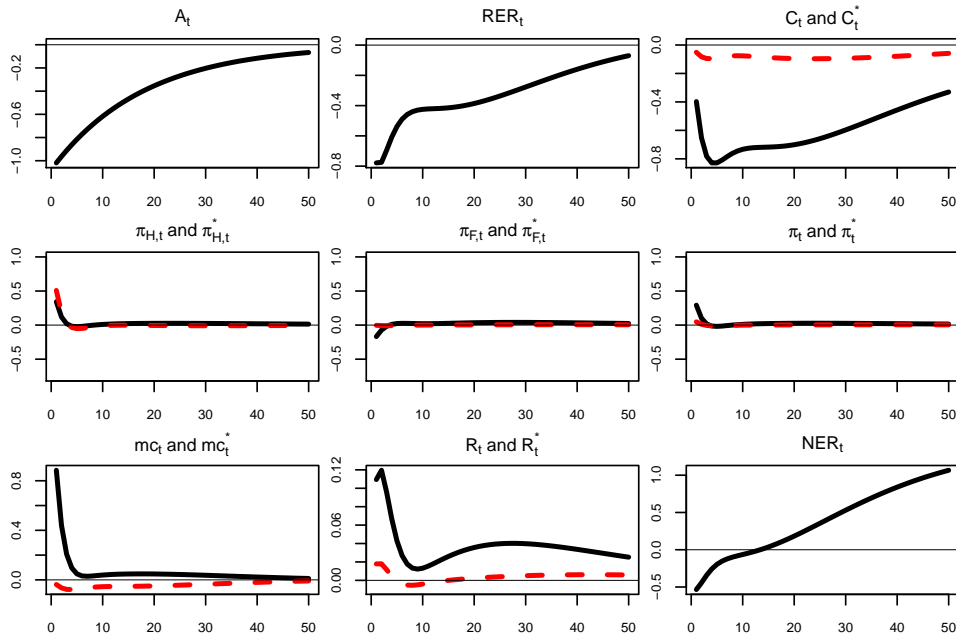 A_t RER_t C_t and C_t^*
-0.2 0.0 0.0
-0.6 -0.4 -0.4
-1.0 -0.8 -0.8
0 10 20 30 40 50 0 10 20 30 40 50 0 10 20 30 40 50
π_{H,t} and π_{H,t}^* π_{F,t} and π_{F,t}^* π_t and π_t^*
1.0 1.0 1.0
0.5 0.5 0.5
0.0 0.0 0.0
-0.5 -0.5 -0.5
0 10 20 30 40 50 0 10 20 30 40 50 0 10 20 30 40 50
mc_t and mc_t^* R_t and R_t^* NER_t
0.8 0.12 1.0
0.4 0.06 0.5
0.0 0.00 0.0
-0.5
0 10 20 30 40 50 0 10 20 30 40 50 0 10 20 30 40 50